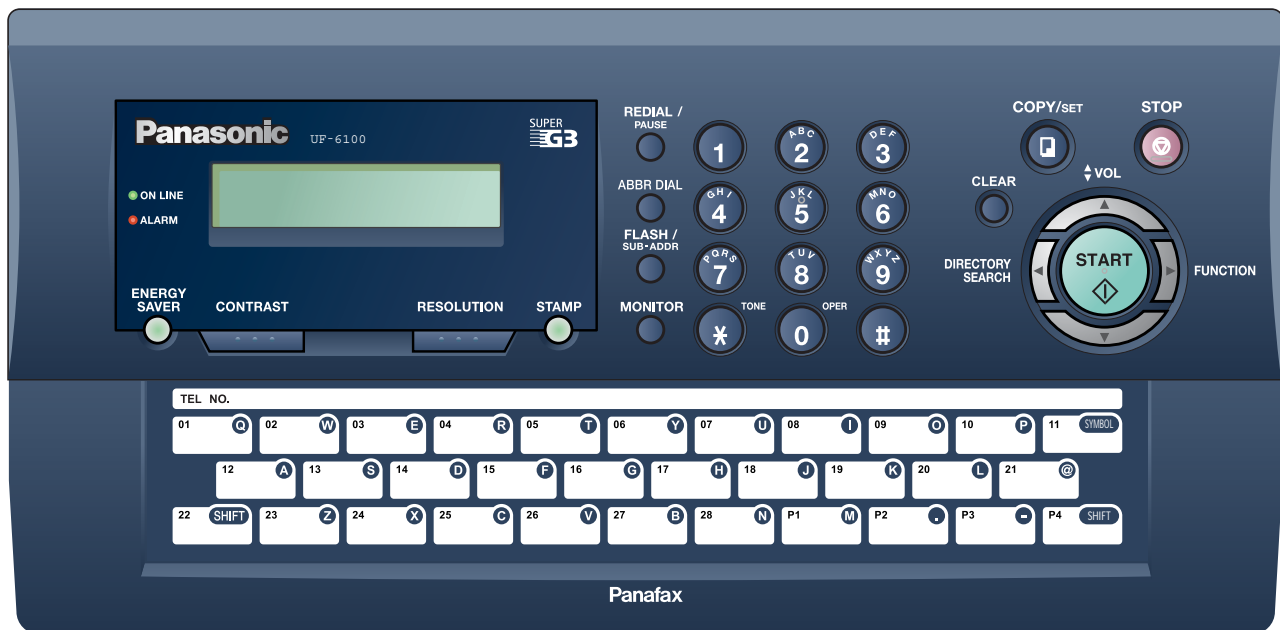 Panasonic UF-6100 SUPER G3
ON LINE
ALARM
ENERGY
SAVER
CONTRAST
RESOLUTION
STAMP
REDIAL /
PAUSE
ABBR DIAL
FLASH /
SUB-ADDR
MONITOR
1 ABC 2 DEF 3
GHI 4 JKL 5 MNO 6
PQRS 7 TUV 8 WXYZ 9
* TONE 0 OPER #
COPY/SET
STOP
CLEAR
VOL
DIRECTORY
SEARCH
START
FUNCTION
TEL NO.
01 Q 02 W 03 E 04 R 05 T 06 Y 07 U 08 I 09 O 10 P 11 SYMBOL
12 A 13 S 14 D 15 F 16 G 17 H 18 J 19 K 20 L 21 @
22 SHIFT 23 Z 24 X 25 C 26 V 27 B 28 N P1 M P2 . P3 - P4 SHIFT
Panafax